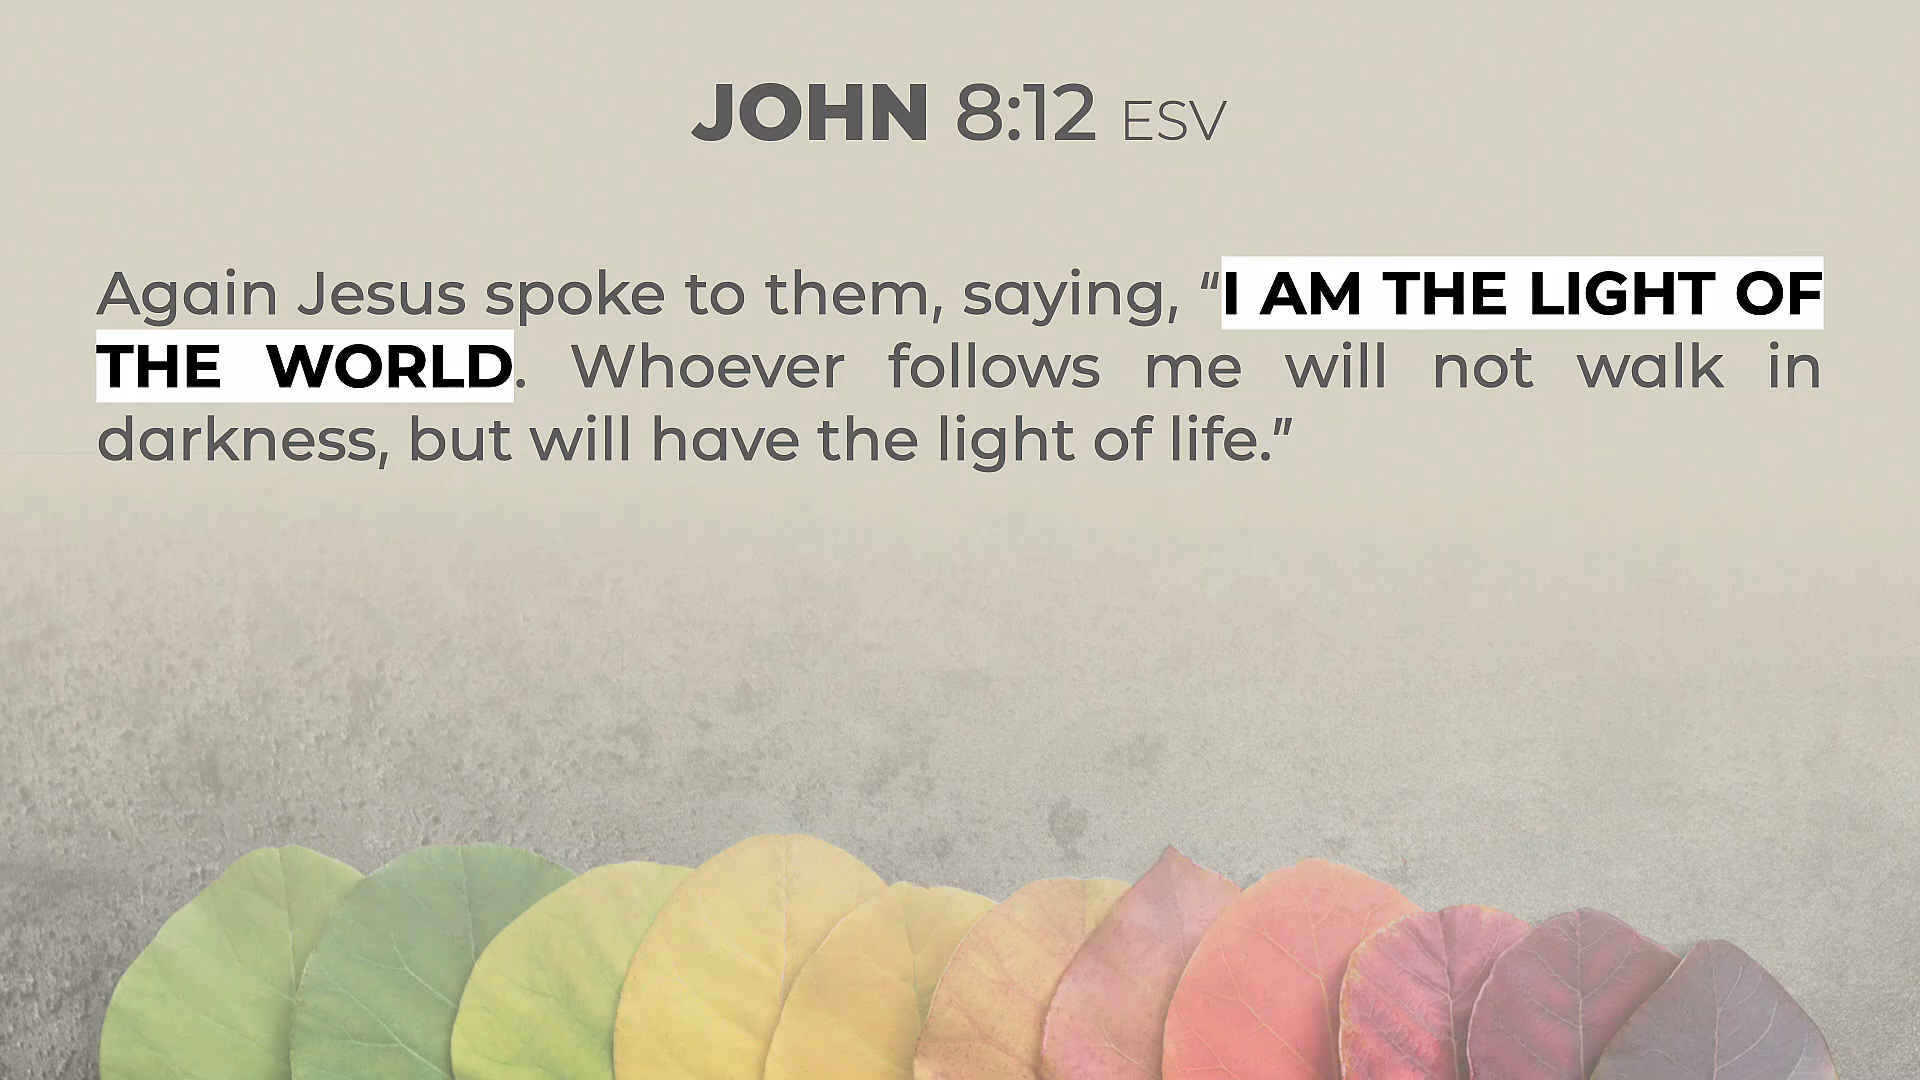 JOHN 8:12 ESV
Again Jesus spoke to them, saying, “I AM THE LIGHT OF
THE WORLD. Whoever follows me will not walk in
darkness, but will have the light of life.”